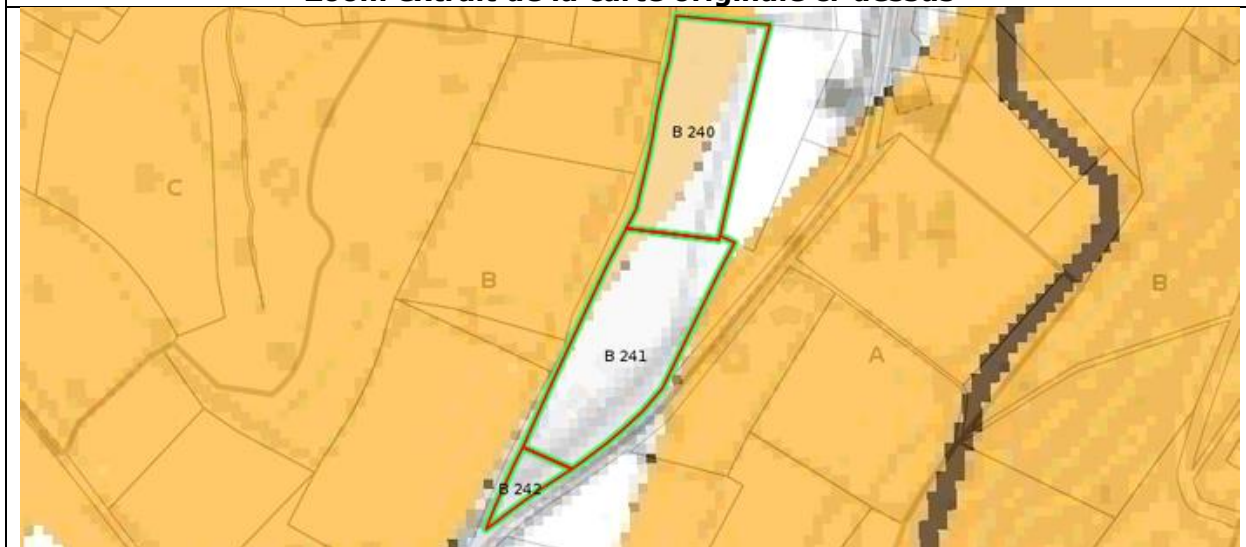 Zoom extrait de la carte originale ci-dessus
B 240
C
B
B
B 241
A
B 242